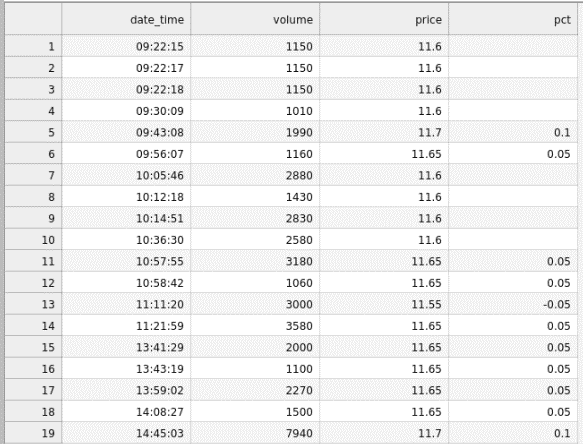 date_time volume price pct
1 09:22:15 1150 11.6
2 09:22:17 1150 11.6
3 09:22:18 1150 11.6
4 09:30:09 1010 11.6
5 09:43:08 1990 11.7 0.1
6 09:56:07 1160 11.65 0.05
7 10:05:46 2880 11.6
8 10:12:18 1430 11.6
9 10:14:51 2830 11.6
10 10:36:30 2580 11.6
11 10:57:55 3180 11.65 0.05
12 10:58:42 1060 11.65 0.05
13 11:11:20 3000 11.55 -0.05
14 11:21:59 3580 11.65 0.05
15 13:41:29 2000 11.65 0.05
16 13:43:19 1100 11.65 0.05
17 13:59:02 2270 11.65 0.05
18 14:08:27 1500 11.65 0.05
19 14:45:03 7940 11.7 0.1